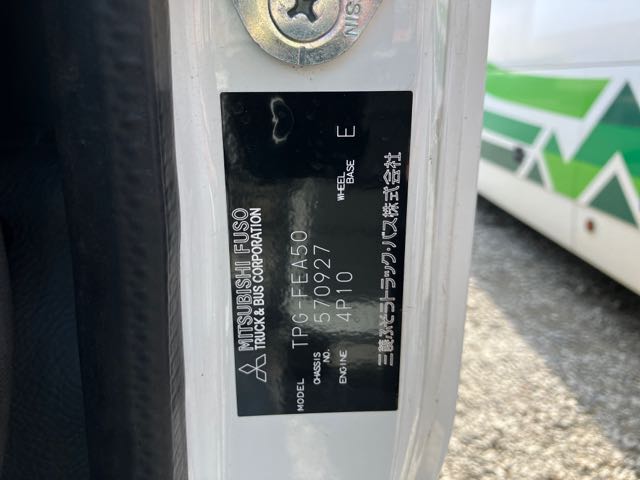 MITSUBISHI FUSO
TRUCK & BUS CORPORATION
MODEL TPG-FEA50
CHASSIS NO. 570927
ENGINE 4P10 WHEEL BASE E
三菱ふそうトラック・バス株式会社
NISIN